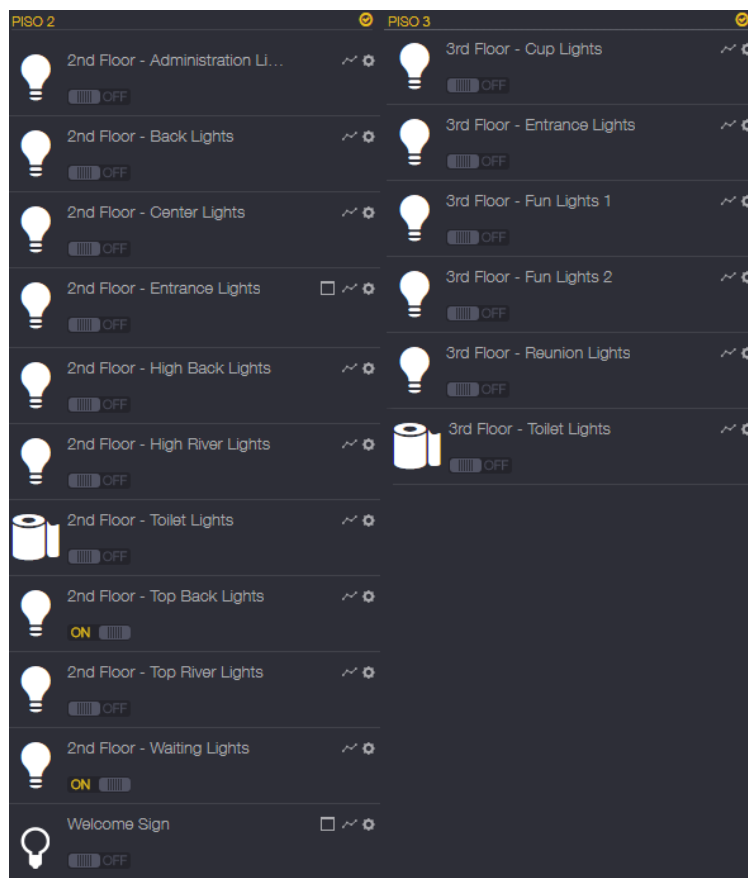 PISO 2
2nd Floor - Administration Li...
OFF
2nd Floor - Back Lights
OFF
2nd Floor - Center Lights
OFF
2nd Floor - Entrance Lights
OFF
2nd Floor - High Back Lights
OFF
2nd Floor - High River Lights
OFF
2nd Floor - Toilet Lights
OFF
2nd Floor - Top Back Lights
ON
2nd Floor - Top River Lights
OFF
2nd Floor - Waiting Lights
ON
Welcome Sign
OFF
PISO 3
3rd Floor - Cup Lights
OFF
3rd Floor - Entrance Lights
OFF
3rd Floor - Fun Lights 1
OFF
3rd Floor - Fun Lights 2
OFF
3rd Floor - Reunion Lights
OFF
3rd Floor - Toilet Lights
OFF